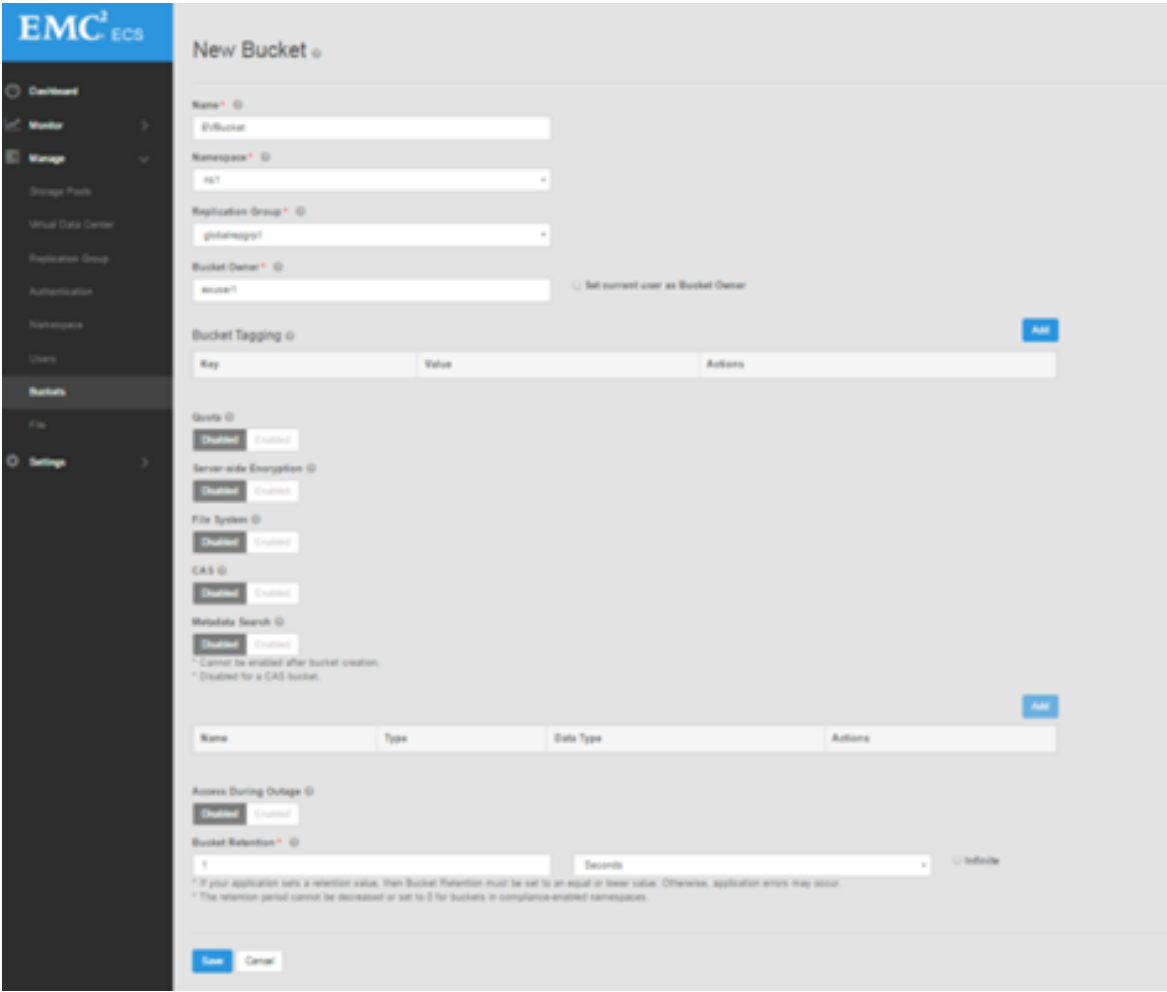 EMC² ECS
New Bucket
Dashboard
Monitor
Manage
Storage Pools
Virtual Data Center
Replication Group
Authentication
Namespace
Users
Buckets
File
Settings
Name *
EVBucket
Namespace *
ns1
Replication Group *
globalrepgrp1
Bucket Owner *
evuser1
Set current user as Bucket Owner
Bucket Tagging
Add
Key Value Actions
Quota
Disabled Enabled
Server-side Encryption
Disabled Enabled
File System
Disabled Enabled
CAS
Disabled Enabled
Metadata Search
Disabled Enabled
* Cannot be enabled after bucket creation.
* Disabled for a CAS bucket.
Add
Name Type Data Type Actions
Access During Outage
Disabled Enabled
Bucket Retention *
1 Seconds Infinite
* If your application sets a retention value, then Bucket Retention must be set to an equal or lower value. Otherwise, application errors may occur.
* The retention period cannot be decreased or set to 0 for buckets in compliance-enabled namespaces.
Save Cancel